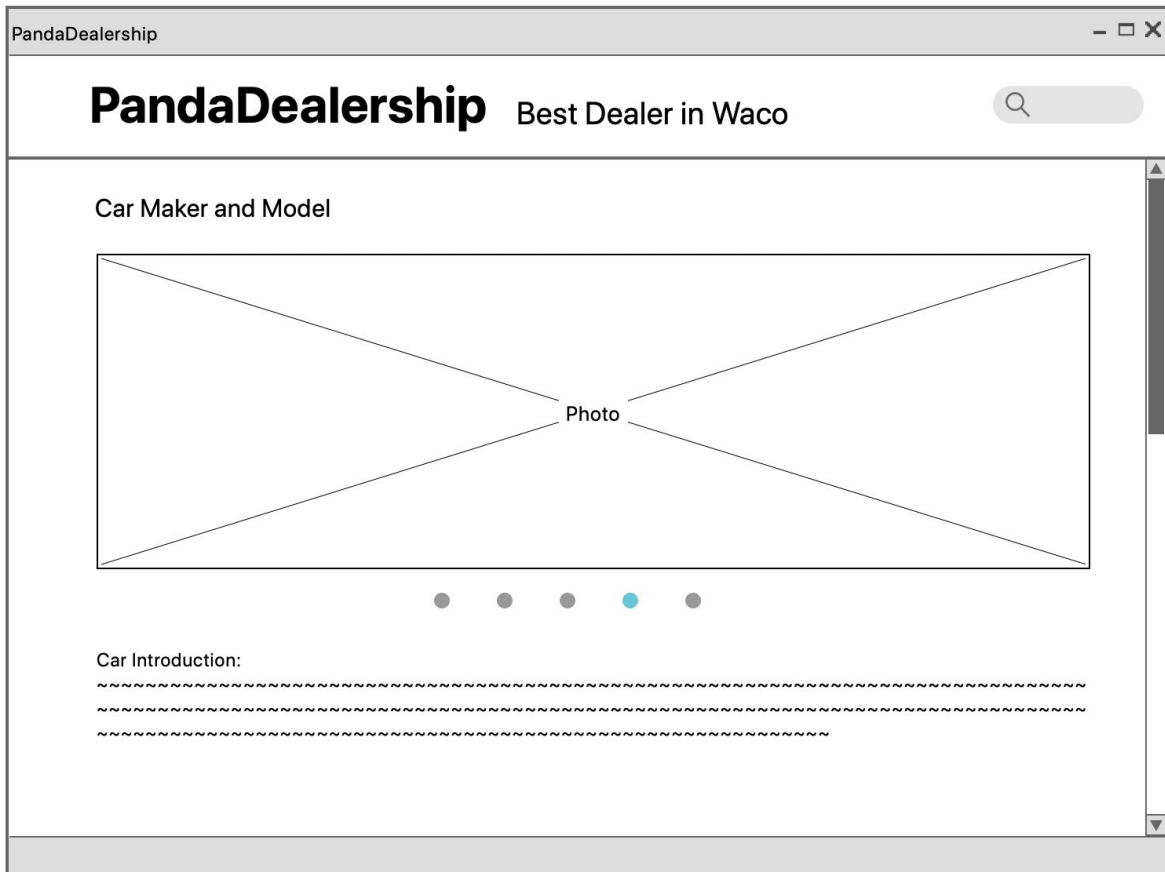 PandaDealership
PandaDealership Best Dealer in Waco
Car Maker and Model
Photo
Car Introduction:
~~~~~~~~~~~~~~~~~~~~~~~~~~~~~~~~~~~~~~~~~~~~~~~~~~~~~~~~~~~~~~~~~~~~~~~~~~~~~~~~~
~~~~~~~~~~~~~~~~~~~~~~~~~~~~~~~~~~~~~~~~~~~~~~~~~~~~~~~~~~~~~~~~~~~~~~~~~~~~~~~~~
~~~~~~~~~~~~~~~~~~~~~~~~~~~~~~~~~~~~~~~~~~~~~~~~~~~~~~~~~~~~